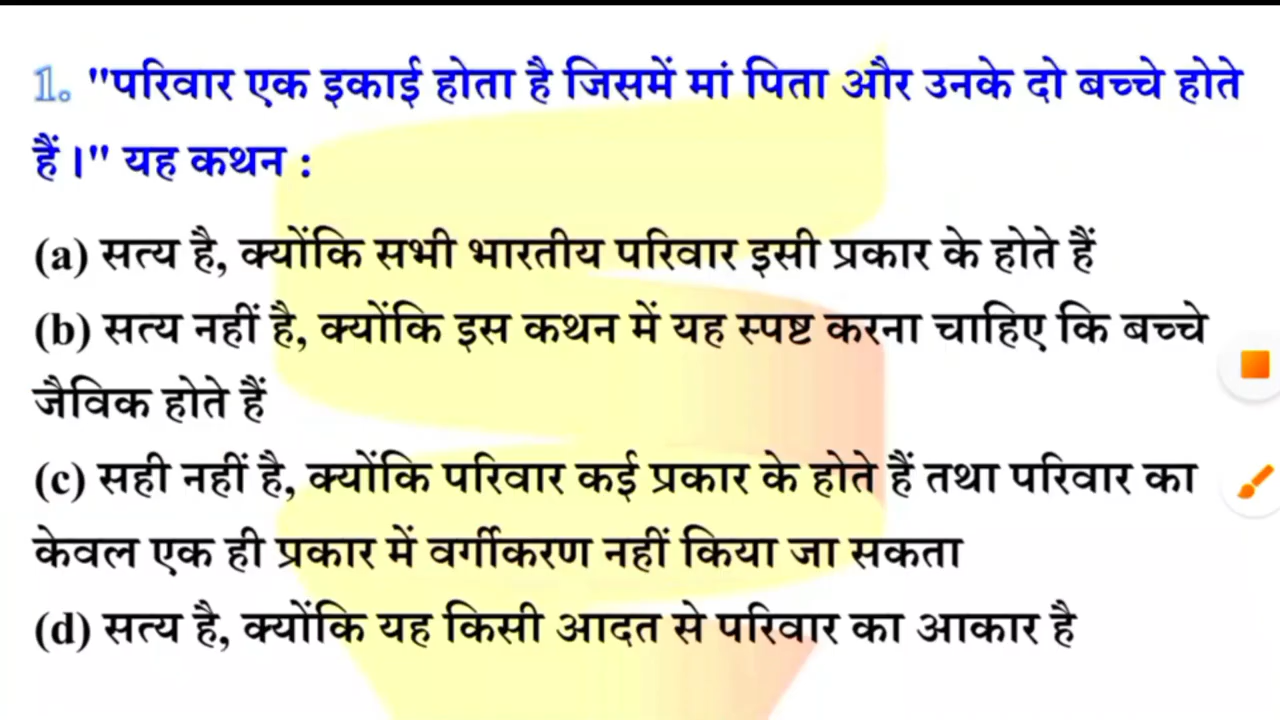 1. "परिवार एक इकाई होता है जिसमें मां पिता और उनके दो बच्चे होते
हैं।" यह कथन :
(a) सत्य है, क्योंकि सभी भारतीय परिवार इसी प्रकार के होते हैं
(b) सत्य नहीं है, क्योंकि इस कथन में यह स्पष्ट करना चाहिए कि बच्चे
जैविक होते हैं
(c) सही नहीं है, क्योंकि परिवार कई प्रकार के होते हैं तथा परिवार का
केवल एक ही प्रकार में वर्गीकरण नहीं किया जा सकता
(d) सत्य है, क्योंकि यह किसी आदत से परिवार का आकार है